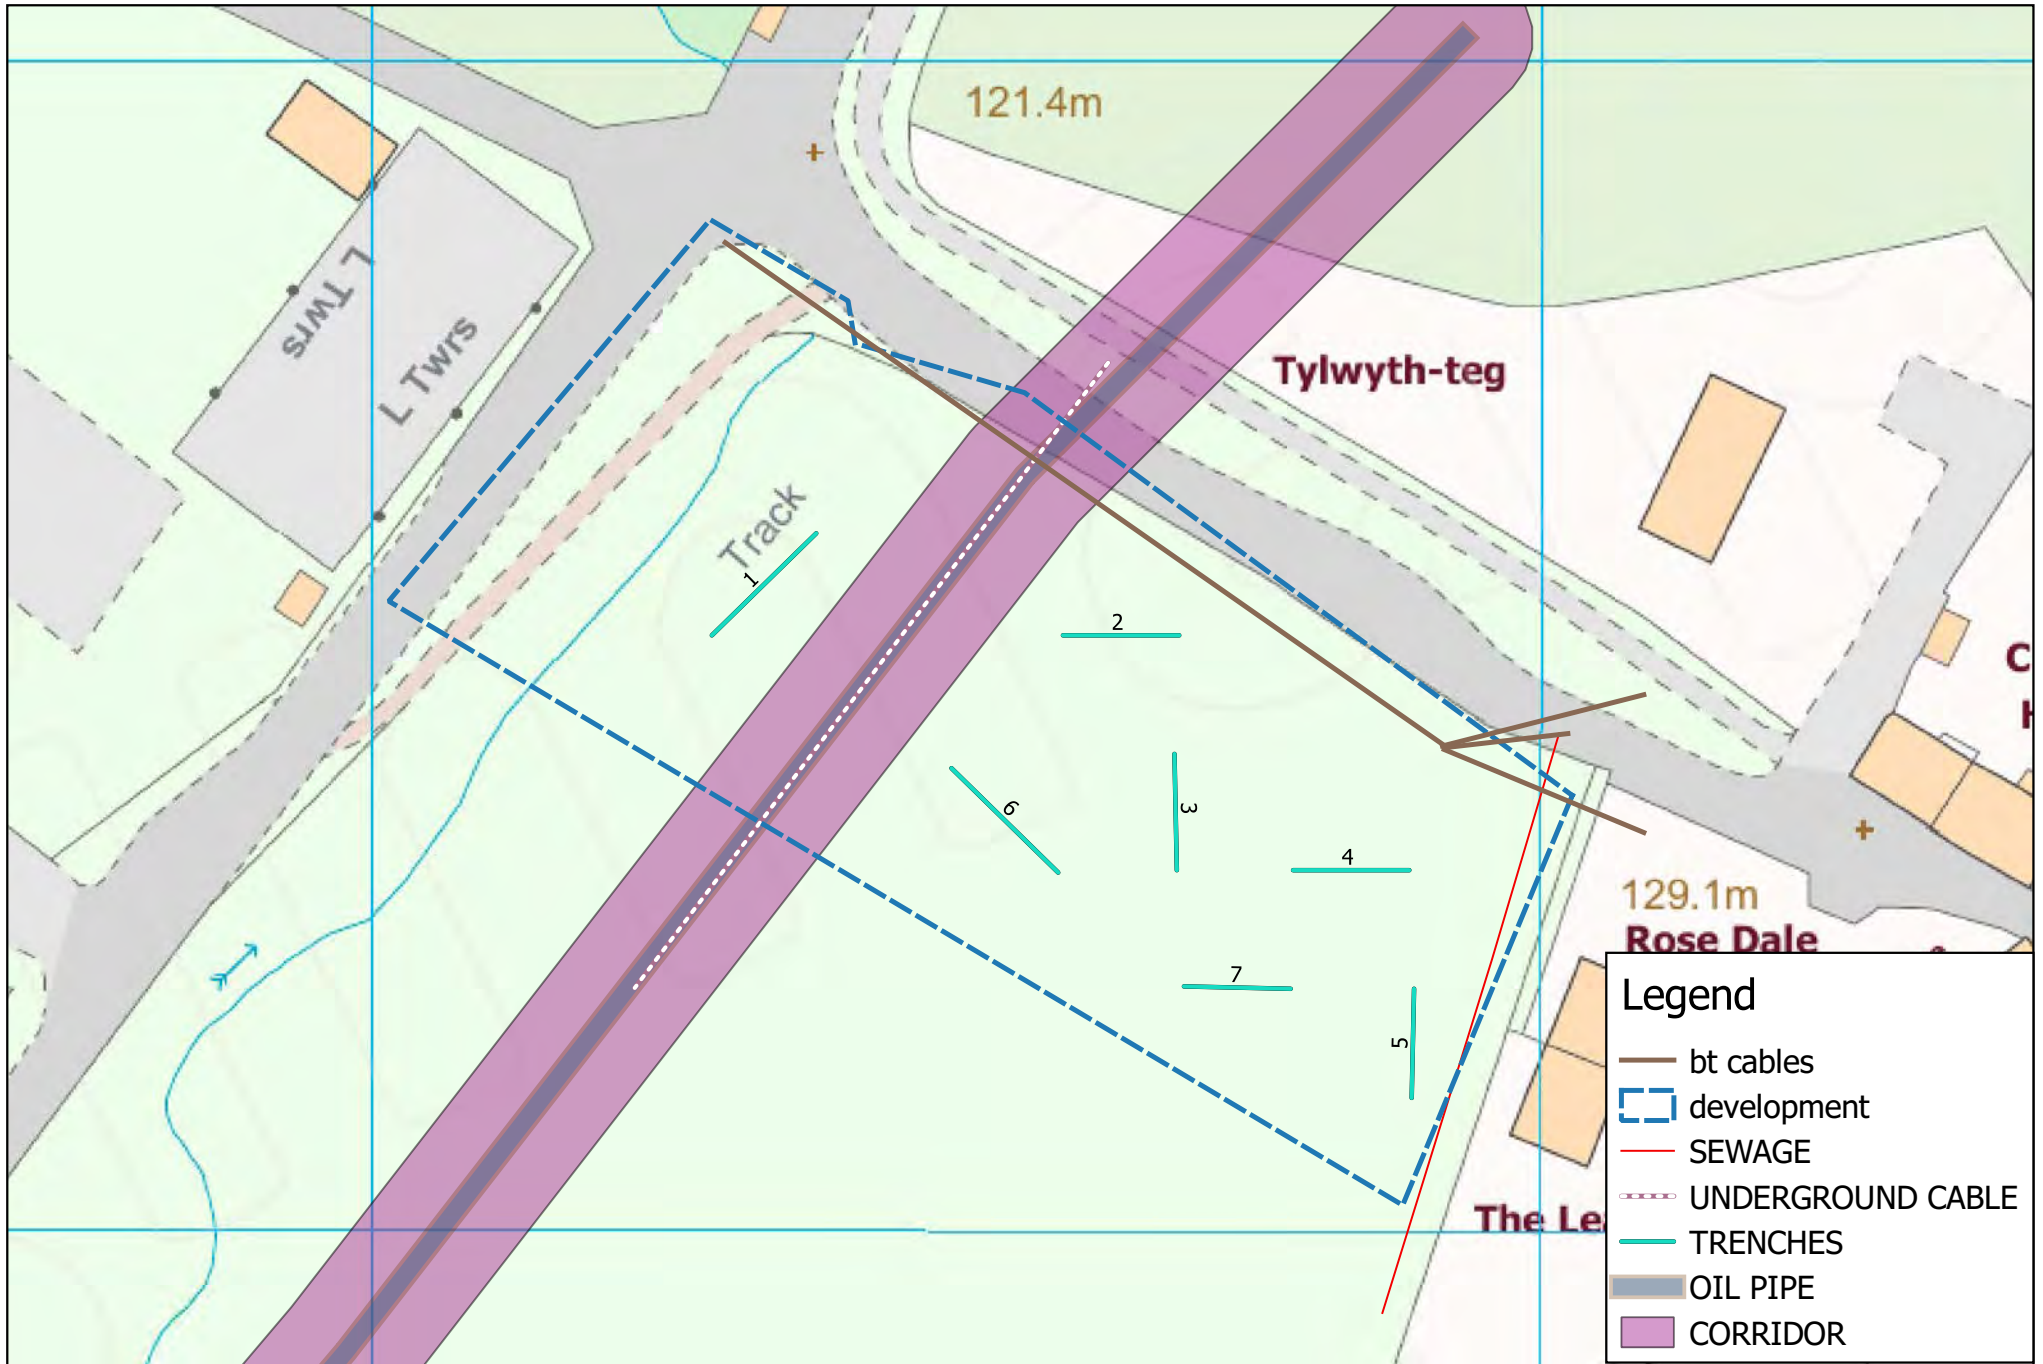 121.4m
L Twrs
L Twrs
Tylwyth-teg
Track
1
2
3
6
4
7
5
C
H
129.1m
Rose Dale
The Le
Legend
bt cables
development
SEWAGE
UNDERGROUND CABLE
TRENCHES
OIL PIPE
CORRIDOR